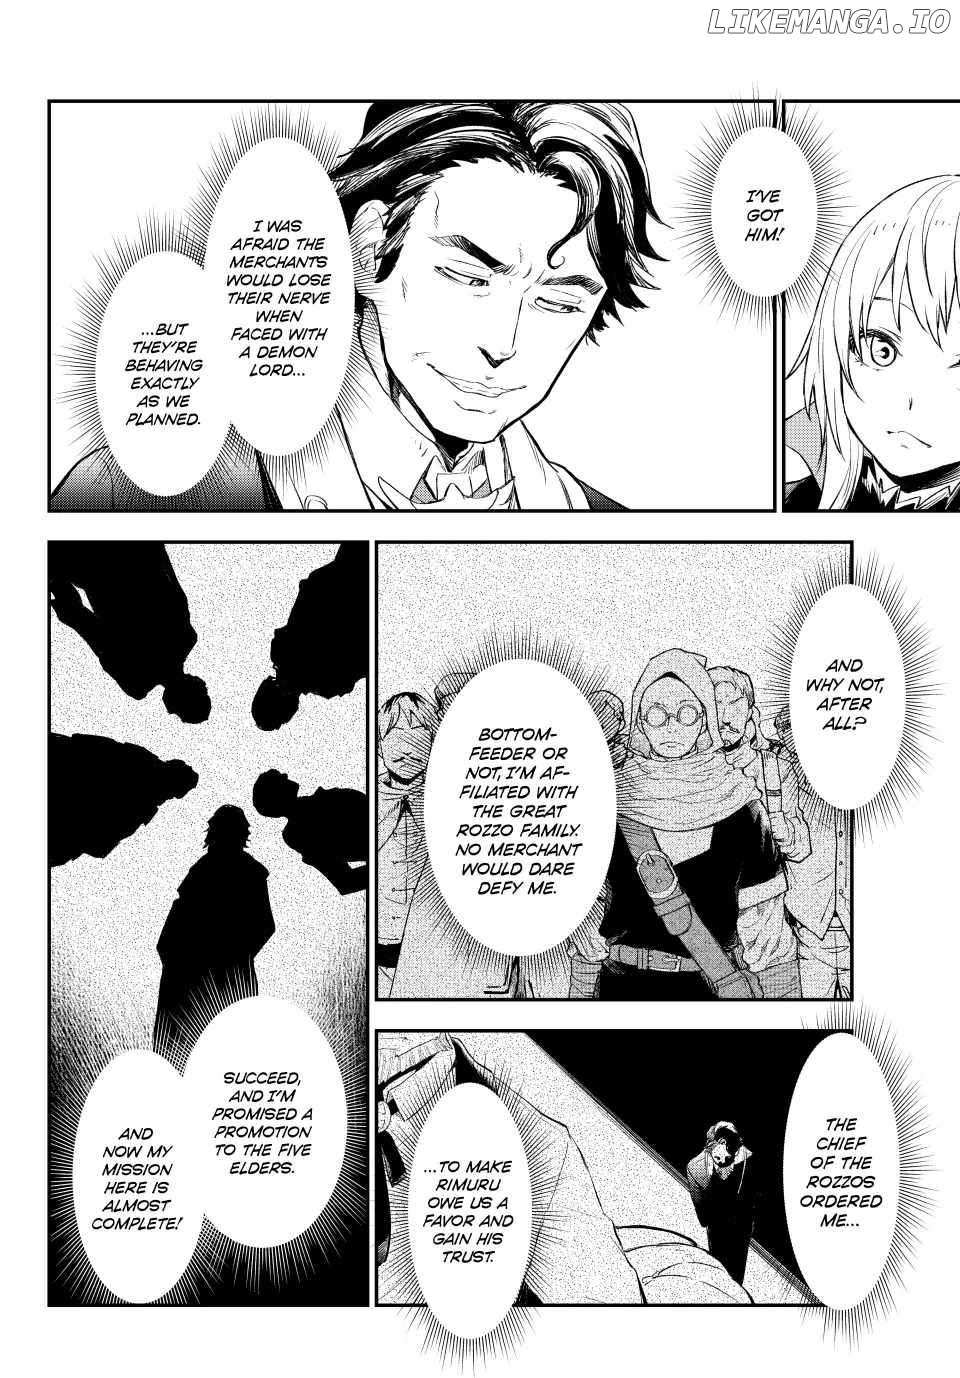 LIKEMANGA.IO
I'VE
GOT
HIM!
I WAS
AFRAID THE
MERCHANTS
WOULD LOSE
THEIR NERVE
WHEN
FACED WITH
A DEMON
LORD...
...BUT
THEY'RE
BEHAVING
EXACTLY
AS WE
PLANNED.
AND
WHY NOT,
AFTER
ALL?
BOTTOM-
FEEDER OR
NOT, I'M AF-
FILIATED WITH
THE GREAT
ROZZO FAMILY.
NO MERCHANT
WOULD DARE
DEFY ME.
THE
CHIEF
OF THE
ROZZOS
ORDERED
ME...
...TO MAKE
RIMURU
OWE US A
FAVOR AND
GAIN HIS
TRUST.
SUCCEED,
AND I'M
PROMISED A
PROMOTION
TO THE FIVE
ELDERS.
AND
NOW MY
MISSION
HERE IS
ALMOST
COMPLETE!